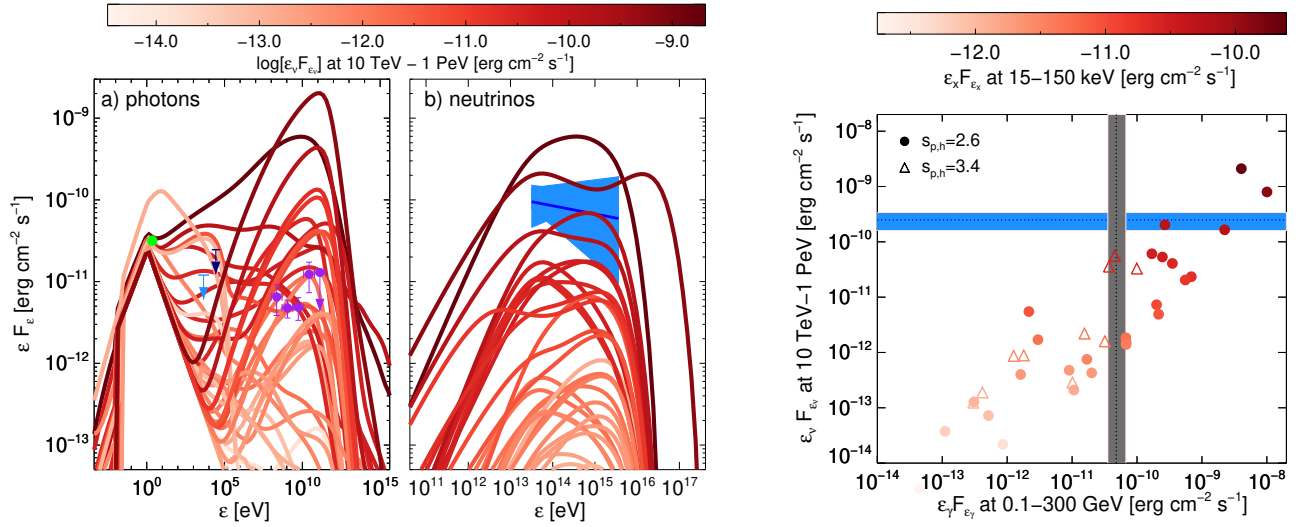 −14.0 −13.0 −12.0 −11.0 −10.0 −9.0
log[ενFεν] at 10 TeV − 1 PeV [erg cm−2 s−1]
a) photons
b) neutrinos
ε Fε [erg cm−2 s−1]
10−9
10−10
10−11
10−12
10−13
100 105 1010 1015
ε [eV]
1011 1012 1013 1014 1015 1016 1017
ε [eV]
−12.0 −11.0 −10.0
εxFεx at 15−150 keV [erg cm−2 s−1]
sp,h=2.6
sp,h=3.4
εν Fεν at 10 TeV−1 PeV [erg cm−2 s−1]
10−8
10−9
10−10
10−11
10−12
10−13
10−14
10−14 10−13 10−12 10−11 10−10 10−9 10−8
εγFεγ at 0.1−300 GeV [erg cm−2 s−1]